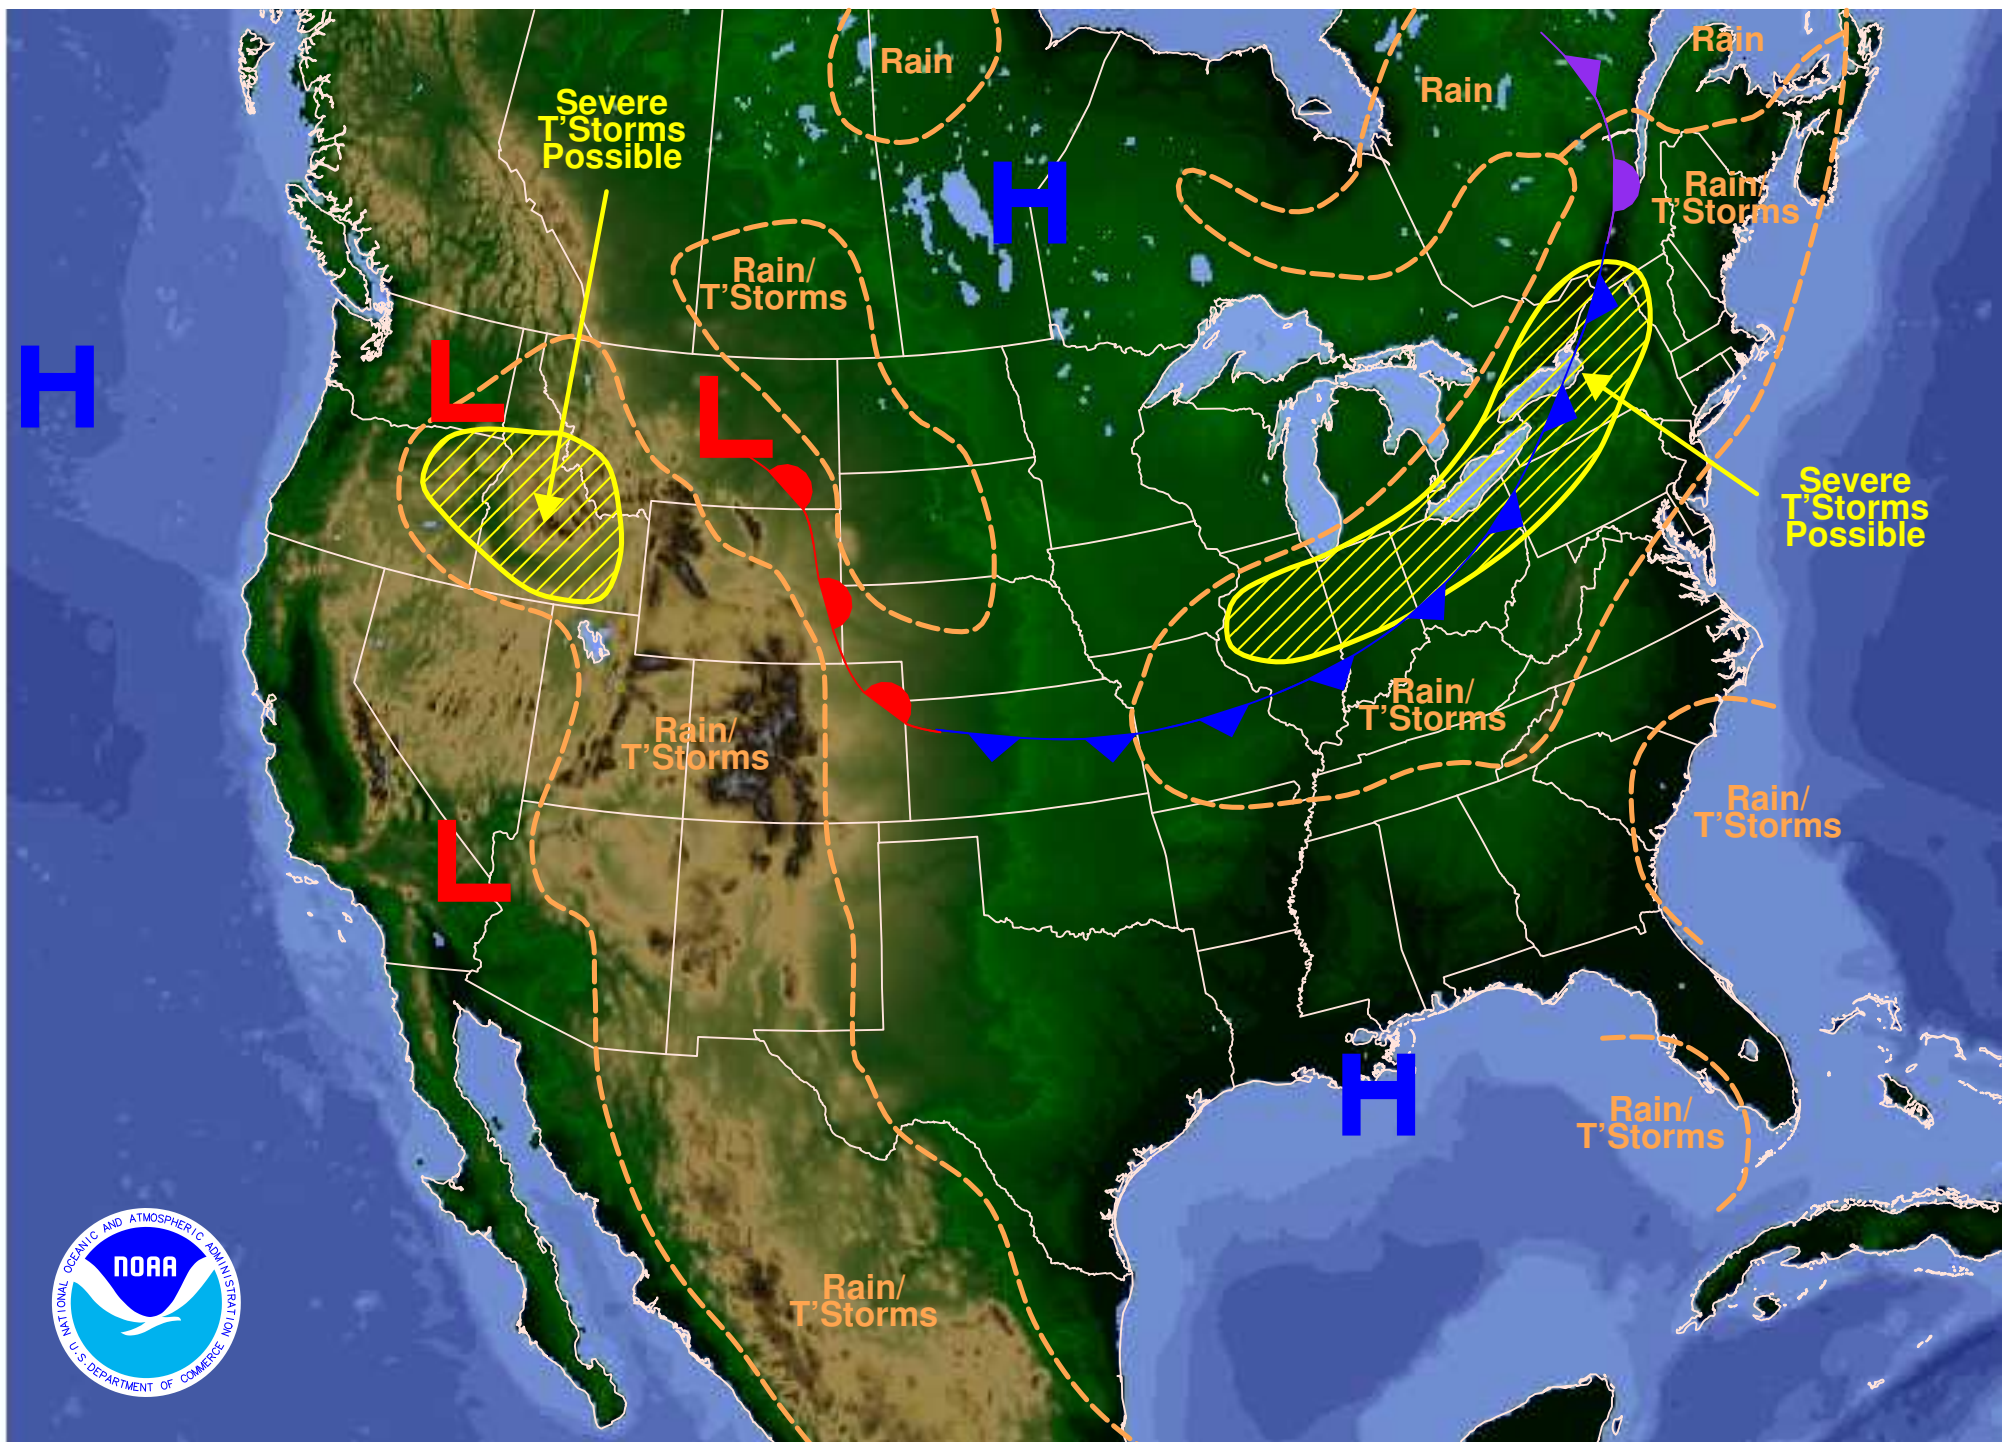 Rain
Rain
Rain
Severe
T'Storms
Possible
H
Rain/
T'Storms
Rain/
T'Storms
H
L
L
Severe
T'Storms
Possible
Rain/
T'Storms
Rain/
T'Storms
Rain/
T'Storms
L
H
Rain/
T'Storms
Rain/
T'Storms
NATIONAL OCEANIC AND ATMOSPHERIC ADMINISTRATION
NOAA
U.S. DEPARTMENT OF COMMERCE